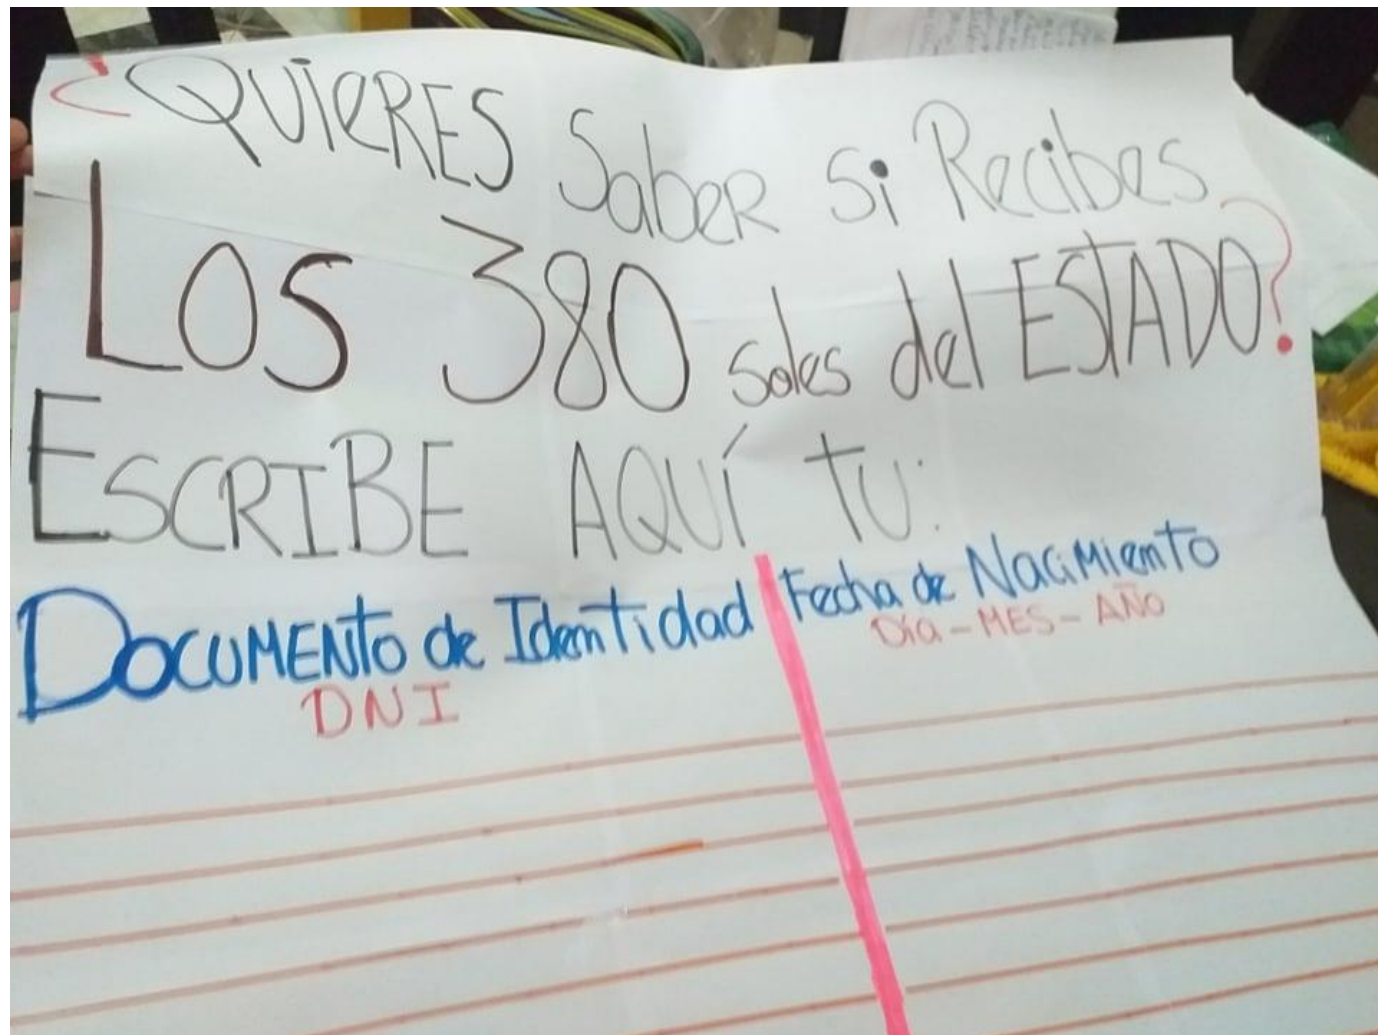 ¿QUIERES Saber Si Recibes
Los 380 soles del ESTADO?
ESCRIBE AQUÍ TU:
DOCUMENTO de Identidad Fecha de Nacimiento
DNI Día - MES - AÑO